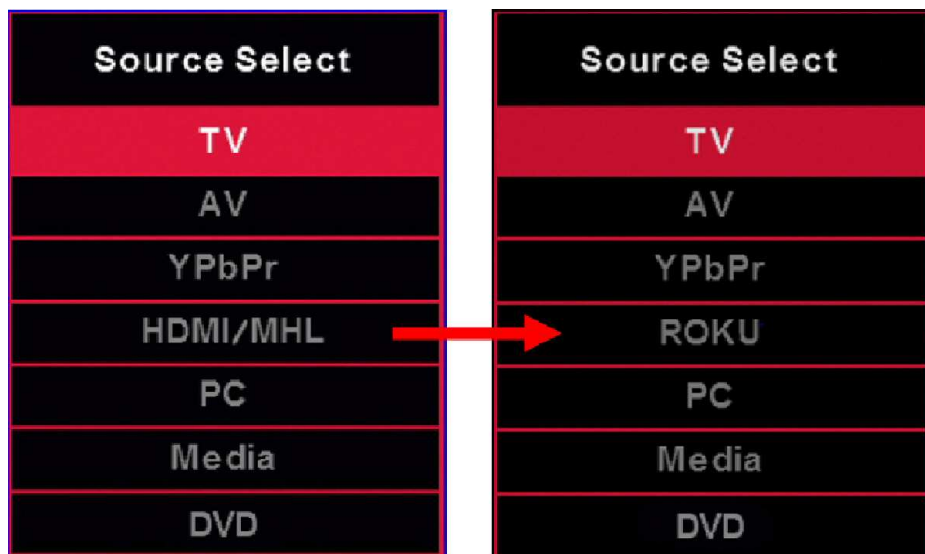 Source Select
TV
AV
YPbPr
HDMI/MHL
PC
Media
DVD
Source Select
TV
AV
YPbPr
ROKU
PC
Media
DVD